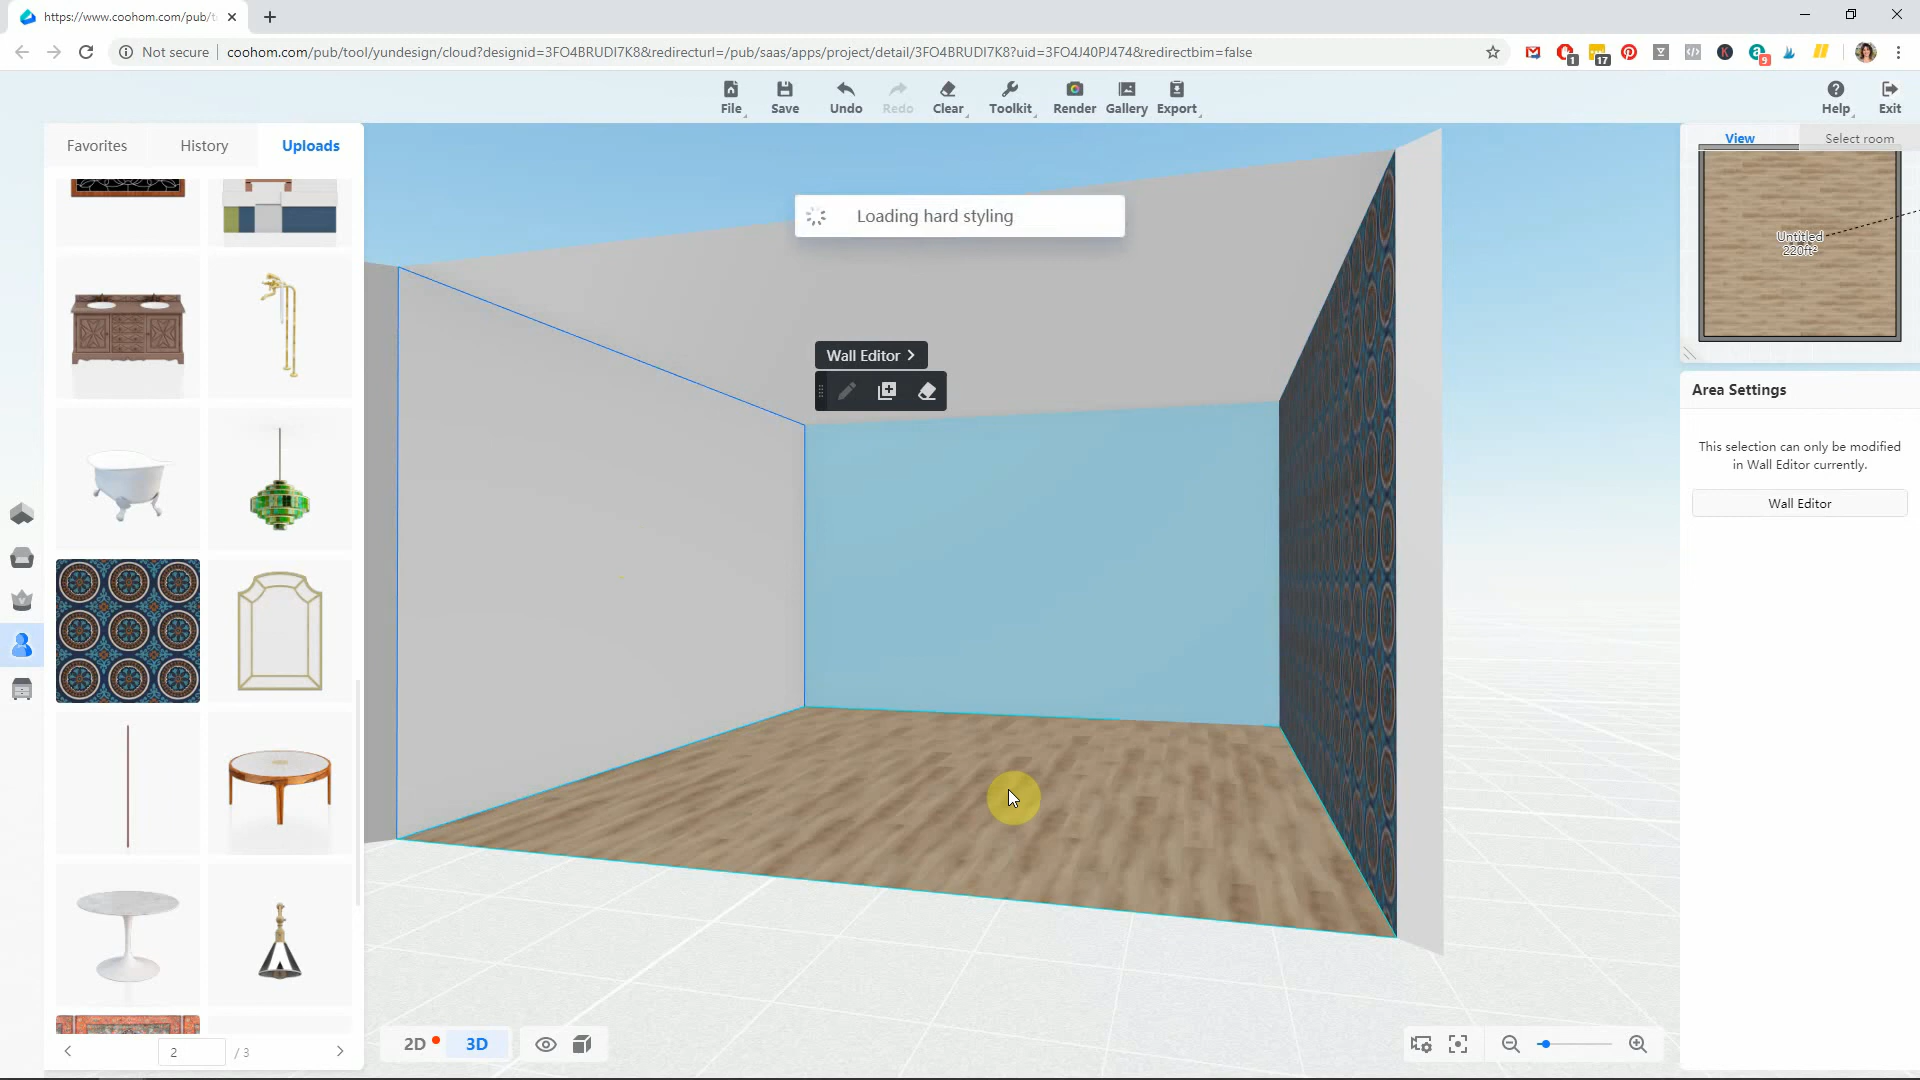 https://www.coohom.com/pub/t
Not secure
coohom.com/pub/tool/yundesign/cloud?designid=3FO4BRUDI7K8&redirecturl=/pub/saas/apps/project/detail/3FO4BRUDI7K8?uid=3FO4J40PJ474&redirectbim=false
1
17
9
File
Save
Undo
Redo
Clear
Toolkit
Render
Gallery
Export
Help
Exit
Favorites
History
Uploads
View
Select room
Loading hard styling
Untitled
220ft²
Wall Editor
Area Settings
This selection can only be modified
in Wall Editor currently.
Wall Editor
2D
3D
2
/ 3